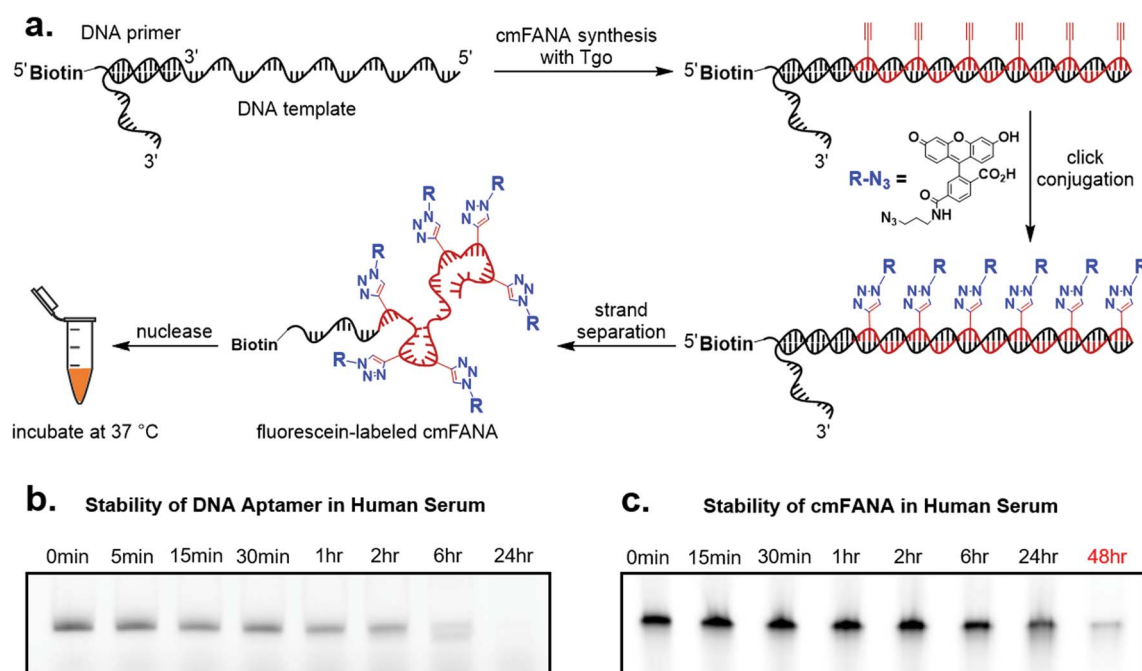 a.
DNA primer
3'
5'
5'Biotin
DNA template
3'
cmFANA synthesis
with Tgo
5'Biotin
3'
R-N3 =
O
O
OH
CO2H
O
NH
N3
click
conjugation
R R R R R R
N N N N N N
N N N N N N
N N N N N N
5'Biotin
3'
strand
separation
R
N
N
N
R
N
N
N
R
N
N
N
R
N
N
N
R
N
N
N
R
N
N
N
Biotin
fluorescein-labeled cmFANA
nuclease
incubate at 37 °C
b. Stability of DNA Aptamer in Human Serum
0min 5min 15min 30min 1hr 2hr 6hr 24hr
c. Stability of cmFANA in Human Serum
0min 15min 30min 1hr 2hr 6hr 24hr 48hr